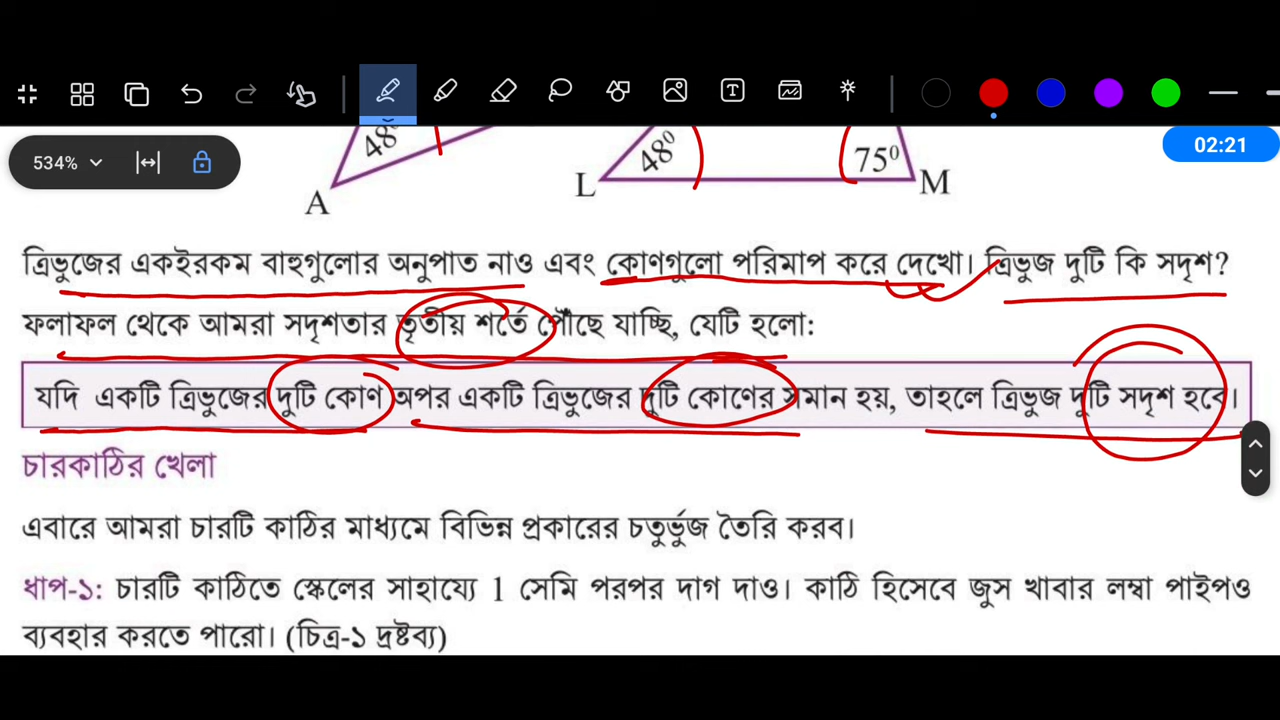 02:21
534%
48°
A
48°
75°
L
M
ত্রিভুজের একইরকম বাহুগুলোর অনুপাত নাও এবং কোণগুলো পরিমাপ করে দেখো। ত্রিভুজ দুটি কি সদৃশ?
ফলাফল থেকে আমরা সদৃশতার তৃতীয় শর্তে পৌঁছে যাচ্ছি, যেটি হলো:
যদি একটি ত্রিভুজের দুটি কোণ অপর একটি ত্রিভুজের দুটি কোণের সমান হয়, তাহলে ত্রিভুজ দুটি সদৃশ হবে।
চারকাঠির খেলা
এবারে আমরা চারটি কাঠির মাধ্যমে বিভিন্ন প্রকারের চতুর্ভুজ তৈরি করব।
ধাপ-১: চারটি কাঠিতে স্কেলের সাহায্যে 1 সেমি পরপর দাগ দাও। কাঠি হিসেবে জুস খাবার লম্বা পাইপও
ব্যবহার করতে পারো। (চিত্র-১ দ্রষ্টব্য)